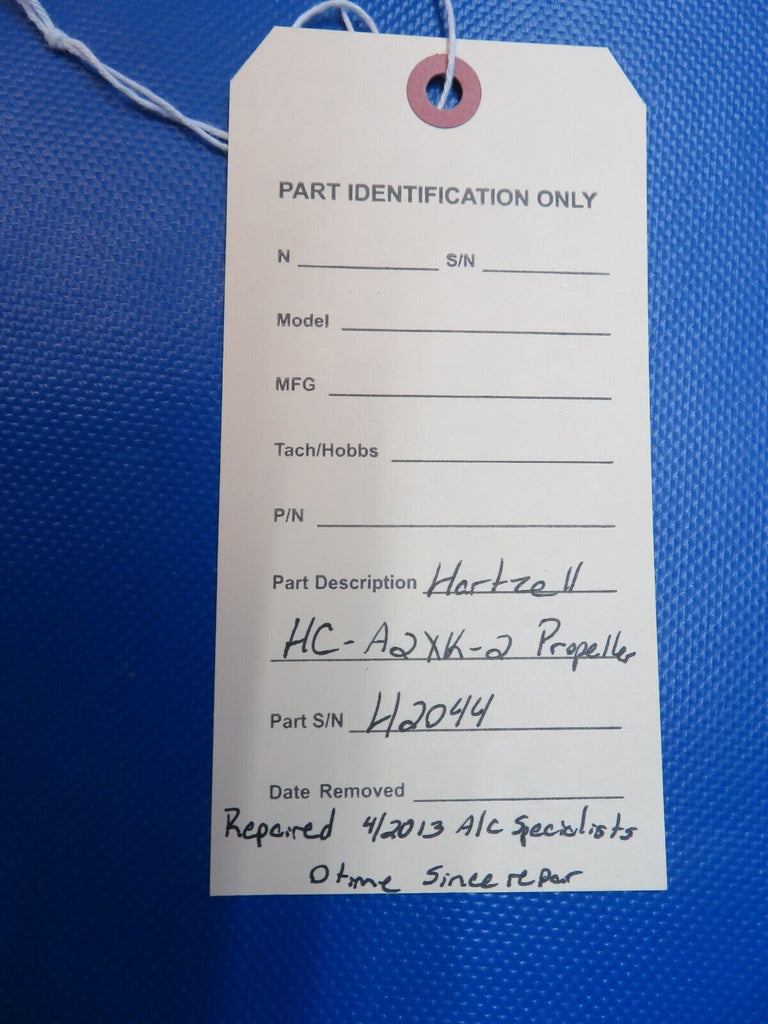 PART IDENTIFICATION ONLY
N S/N
Model
MFG
Tach/Hobbs
P/N
Part Description Hartzell
HC-A2XK-2 Propeller
Part S/N H2044
Date Removed
Repaired 4/2013 A/C Specialists
0 time Since repair